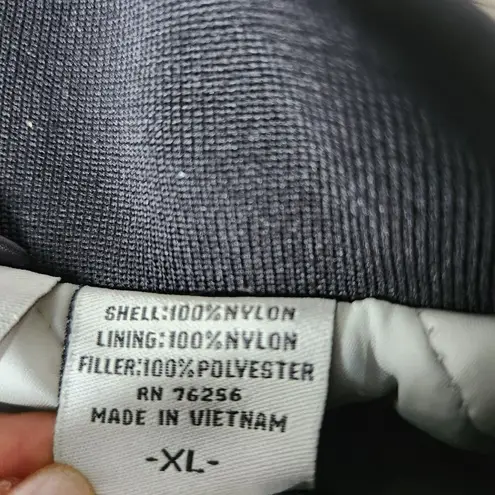 SHELL:100%NYLON
LINING:100%NYLON
FILLER:100%POLYESTER
RN 76256
MADE IN VIETNAM
-XL-